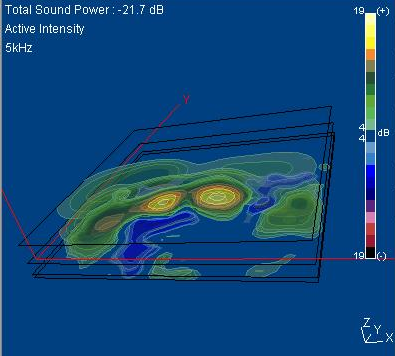 Total Sound Power : -21.7 dB
Active Intensity
5kHz
19 (+)
4
4
dB
19 (-)
Y
Z
Y
X